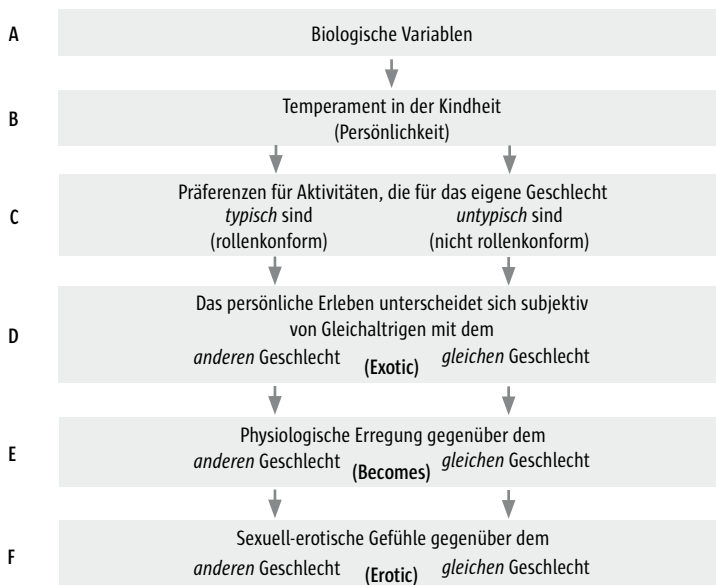 A
Biologische Variablen
B
Temperament in der Kindheit
(Persönlichkeit)
C
Präferenzen für Aktivitäten, die für das eigene Geschlecht
typisch sind untypisch sind
(rollenkonform) (nicht rollenkonform)
D
Das persönliche Erleben unterscheidet sich subjektiv
von Gleichaltrigen mit dem
anderen Geschlecht (Exotic) gleichen Geschlecht
E
Physiologische Erregung gegenüber dem
anderen Geschlecht (Becomes) gleichen Geschlecht
F
Sexuell-erotische Gefühle gegenüber dem
anderen Geschlecht (Erotic) gleichen Geschlecht